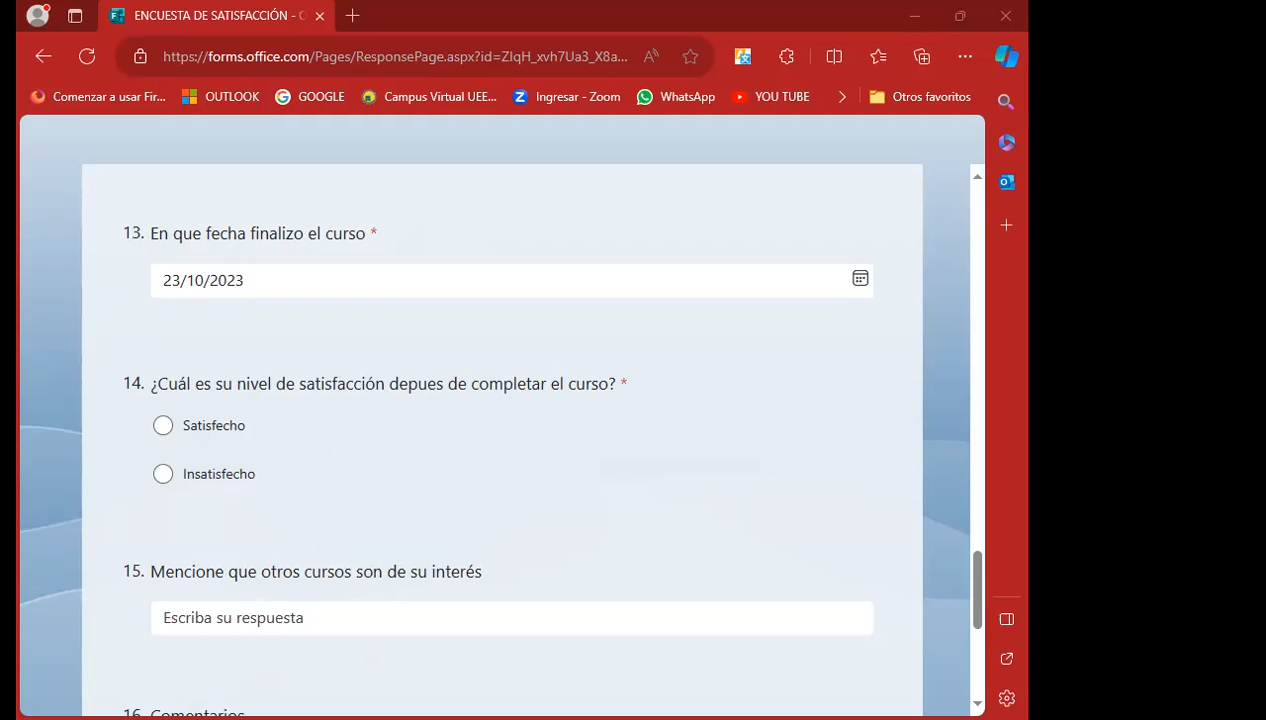 ENCUESTA DE SATISFACCIÓN - C
https://forms.office.com/Pages/ResponsePage.aspx?id=ZIqH_xvh7Ua3_X8a...
Comenzar a usar Fir... OUTLOOK GOOGLE Campus Virtual UEE... Ingresar - Zoom WhatsApp YOU TUBE Otros favoritos
13. En que fecha finalizo el curso *
23/10/2023
14. ¿Cuál es su nivel de satisfacción depues de completar el curso? *
Satisfecho
Insatisfecho
15. Mencione que otros cursos son de su interés
Escriba su respuesta
16. Comentarios